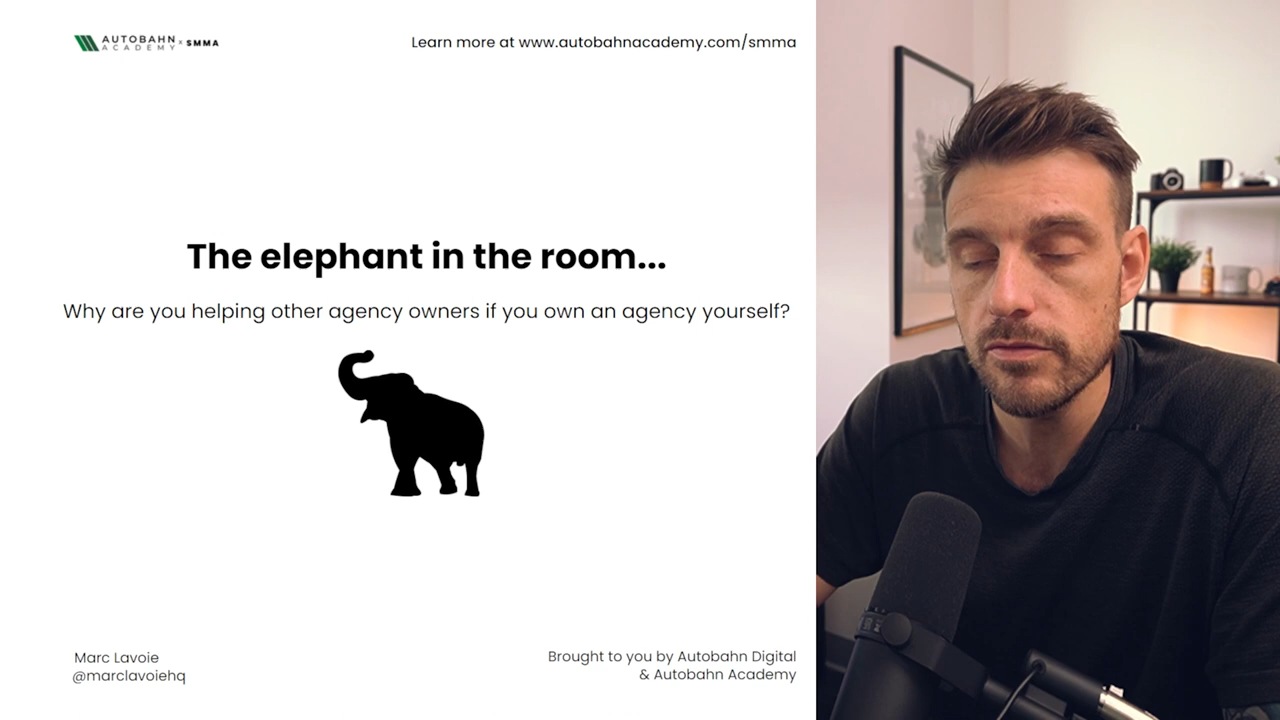 AUTOBAHN
ACADEMY x SMMA
Learn more at www.autobahnacademy.com/smma
The elephant in the room...
Why are you helping other agency owners if you own an agency yourself?
Marc Lavoie
@marclavoiehq
Brought to you by Autobahn Digital
& Autobahn Academy